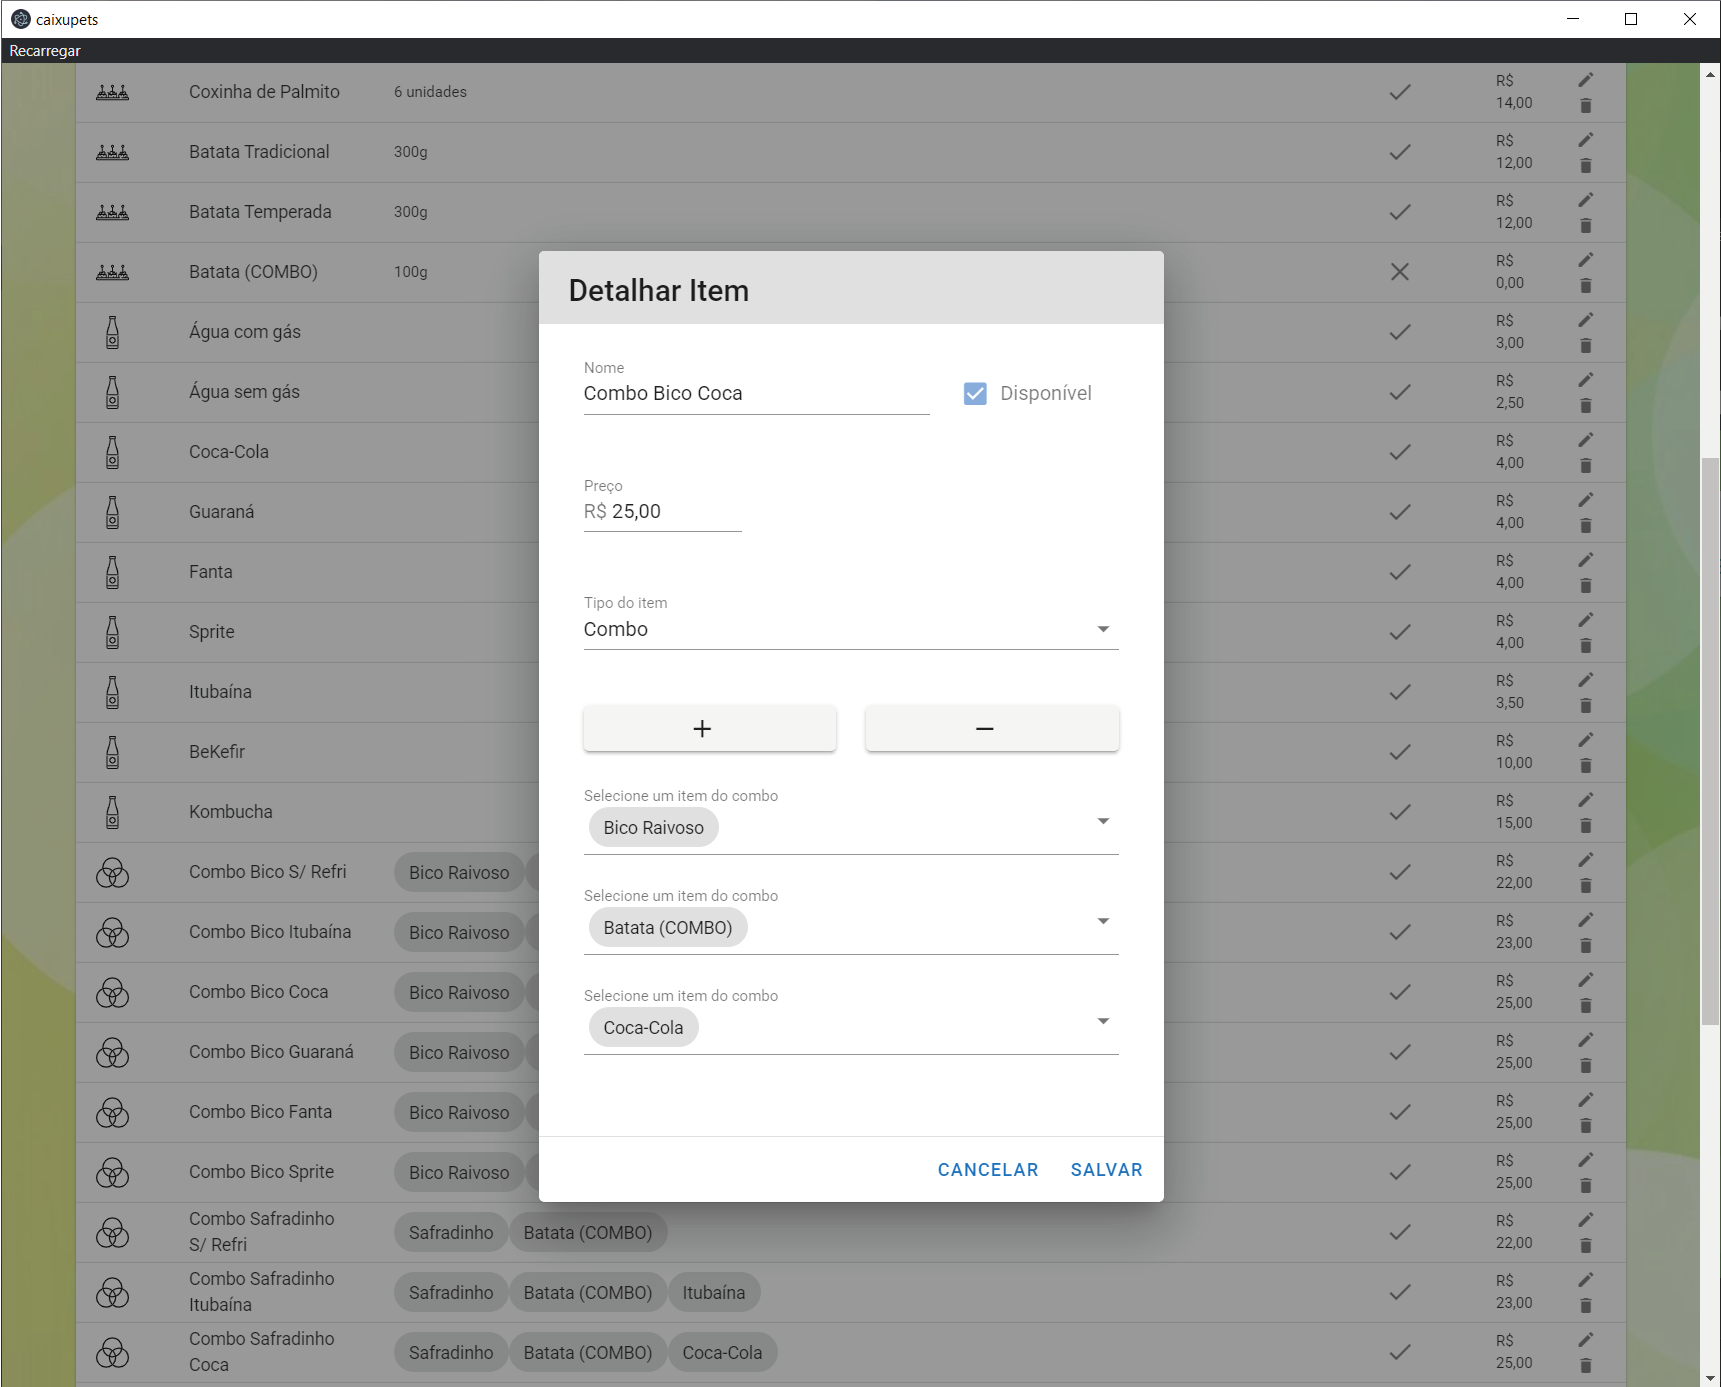 caixupets
Recarregar
Coxinha de Palmito 6 unidades R$ 14,00
Batata Tradicional 300g R$ 12,00
Batata Temperada 300g R$ 12,00
Batata (COMBO) 100g R$ 0,00
Água com gás R$ 3,00
Água sem gás R$ 2,50
Coca-Cola R$ 4,00
Guaraná R$ 4,00
Fanta R$ 4,00
Sprite R$ 4,00
Itubaína R$ 3,50
BeKefir R$ 10,00
Kombucha R$ 15,00
Combo Bico S/ Refri Bico Raivoso R$ 22,00
Combo Bico Itubaína Bico Raivoso R$ 23,00
Combo Bico Coca Bico Raivoso R$ 25,00
Combo Bico Guaraná Bico Raivoso R$ 25,00
Combo Bico Fanta Bico Raivoso R$ 25,00
Combo Bico Sprite Bico Raivoso R$ 25,00
Combo Safradinho S/ Refri Safradinho Batata (COMBO) R$ 22,00
Combo Safradinho Itubaína Safradinho Batata (COMBO) Itubaína R$ 23,00
Combo Safradinho Coca Safradinho Batata (COMBO) Coca-Cola R$ 25,00
Detalhar Item
Nome
Combo Bico Coca
Disponível
Preço
R$ 25,00
Tipo do item
Combo
+ −
Selecione um item do combo
Bico Raivoso
Selecione um item do combo
Batata (COMBO)
Selecione um item do combo
Coca-Cola
CANCELAR SALVAR